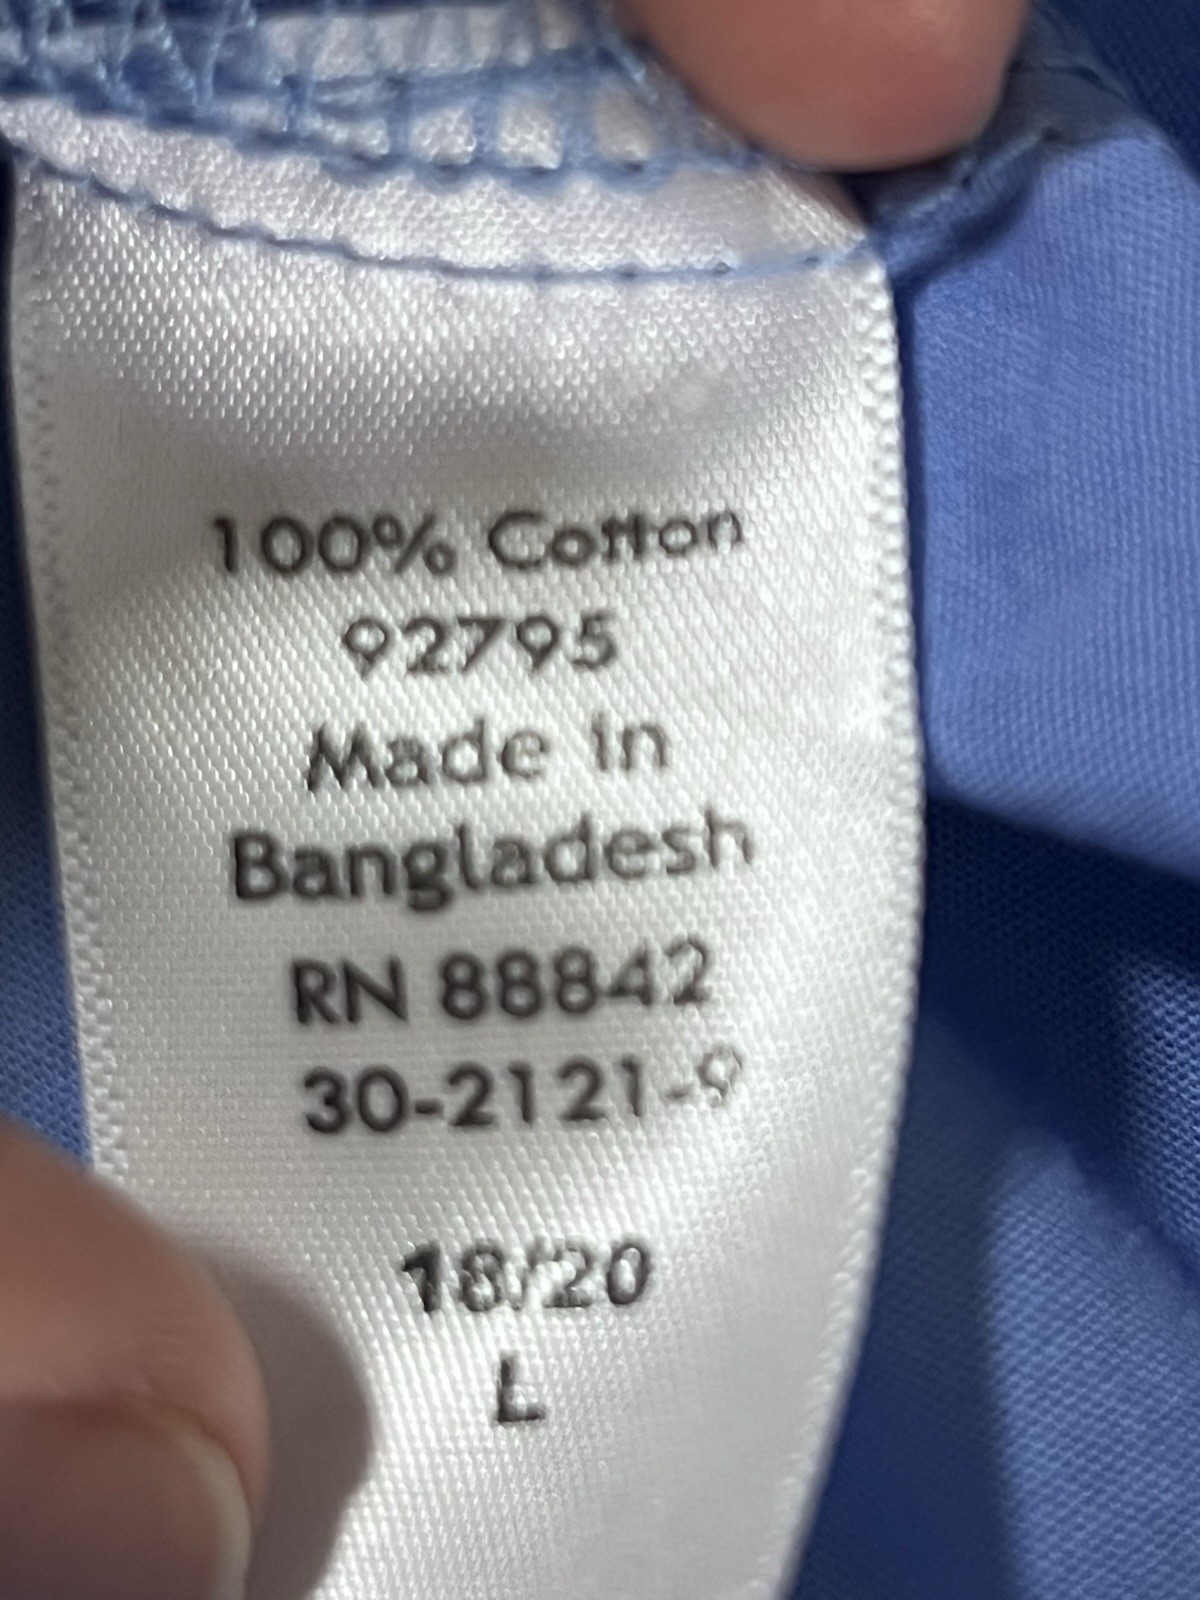 100% Cotton
92795
Made in
Bangladesh
RN 88842
30-2121-9
18/20
L